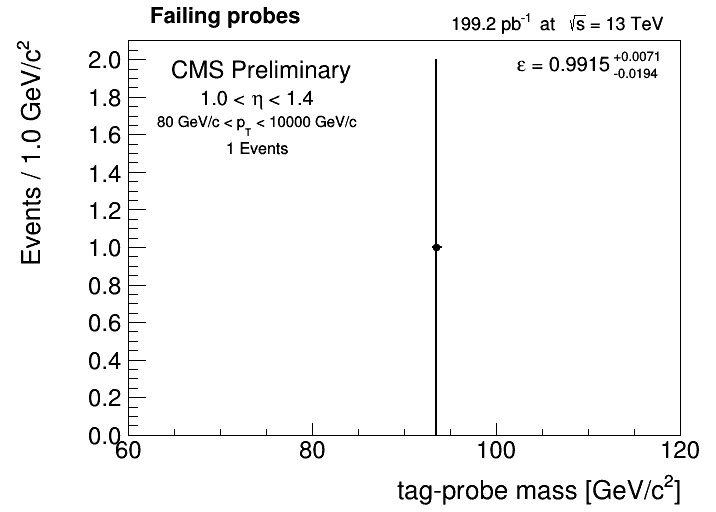 Failing probes
199.2 pb⁻¹ at √s = 13 TeV
CMS Preliminary
1.0 < η < 1.4
80 GeV/c < p_T < 10000 GeV/c
1 Events
ε = 0.9915 +0.0071 -0.0194
Events / 1.0 GeV/c²
2.0
1.8
1.6
1.4
1.2
1.0
0.8
0.6
0.4
0.2
0.0
60 80 100 120
tag-probe mass [GeV/c²]